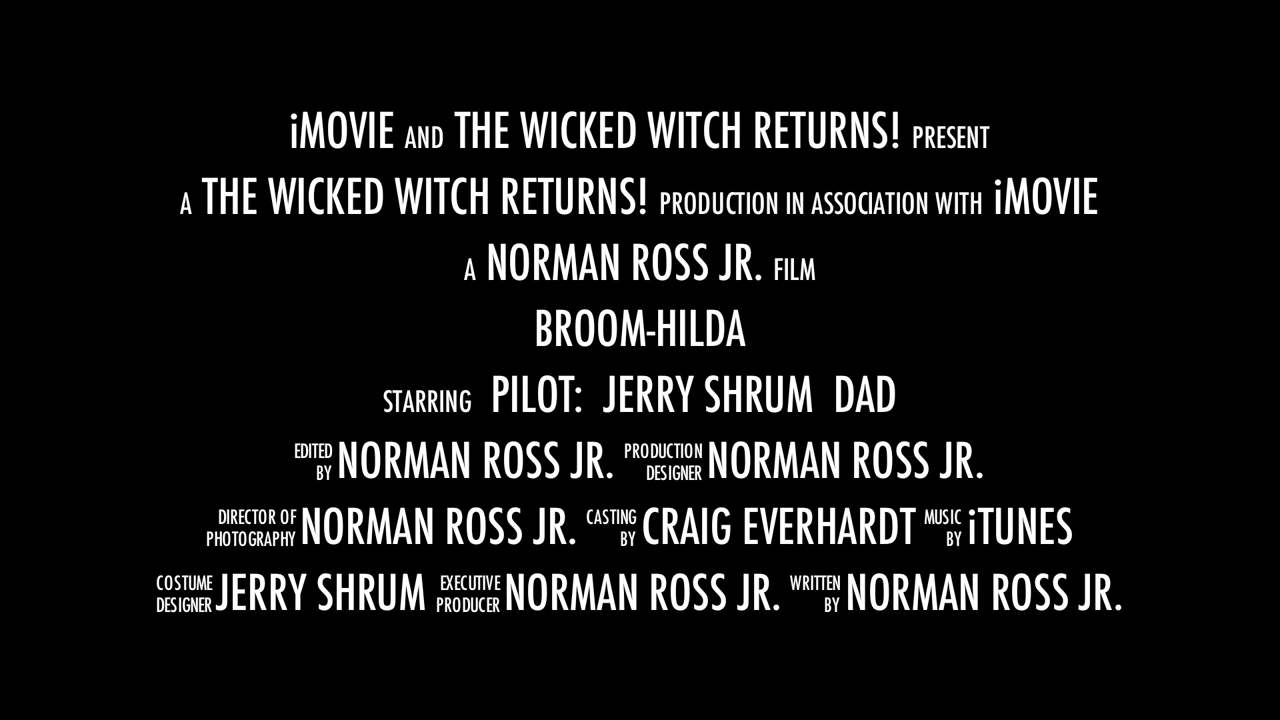 iMOVIE AND THE WICKED WITCH RETURNS! PRESENT
A THE WICKED WITCH RETURNS! PRODUCTION IN ASSOCIATION WITH iMOVIE
A NORMAN ROSS JR. FILM
BROOM-HILDA
STARRING PILOT: JERRY SHRUM DAD
EDITED BY NORMAN ROSS JR. PRODUCTION DESIGNER NORMAN ROSS JR.
DIRECTOR OF PHOTOGRAPHY NORMAN ROSS JR. CASTING BY CRAIG EVERHARDT MUSIC BY iTUNES
COSTUME DESIGNER JERRY SHRUM EXECUTIVE PRODUCER NORMAN ROSS JR. WRITTEN BY NORMAN ROSS JR.